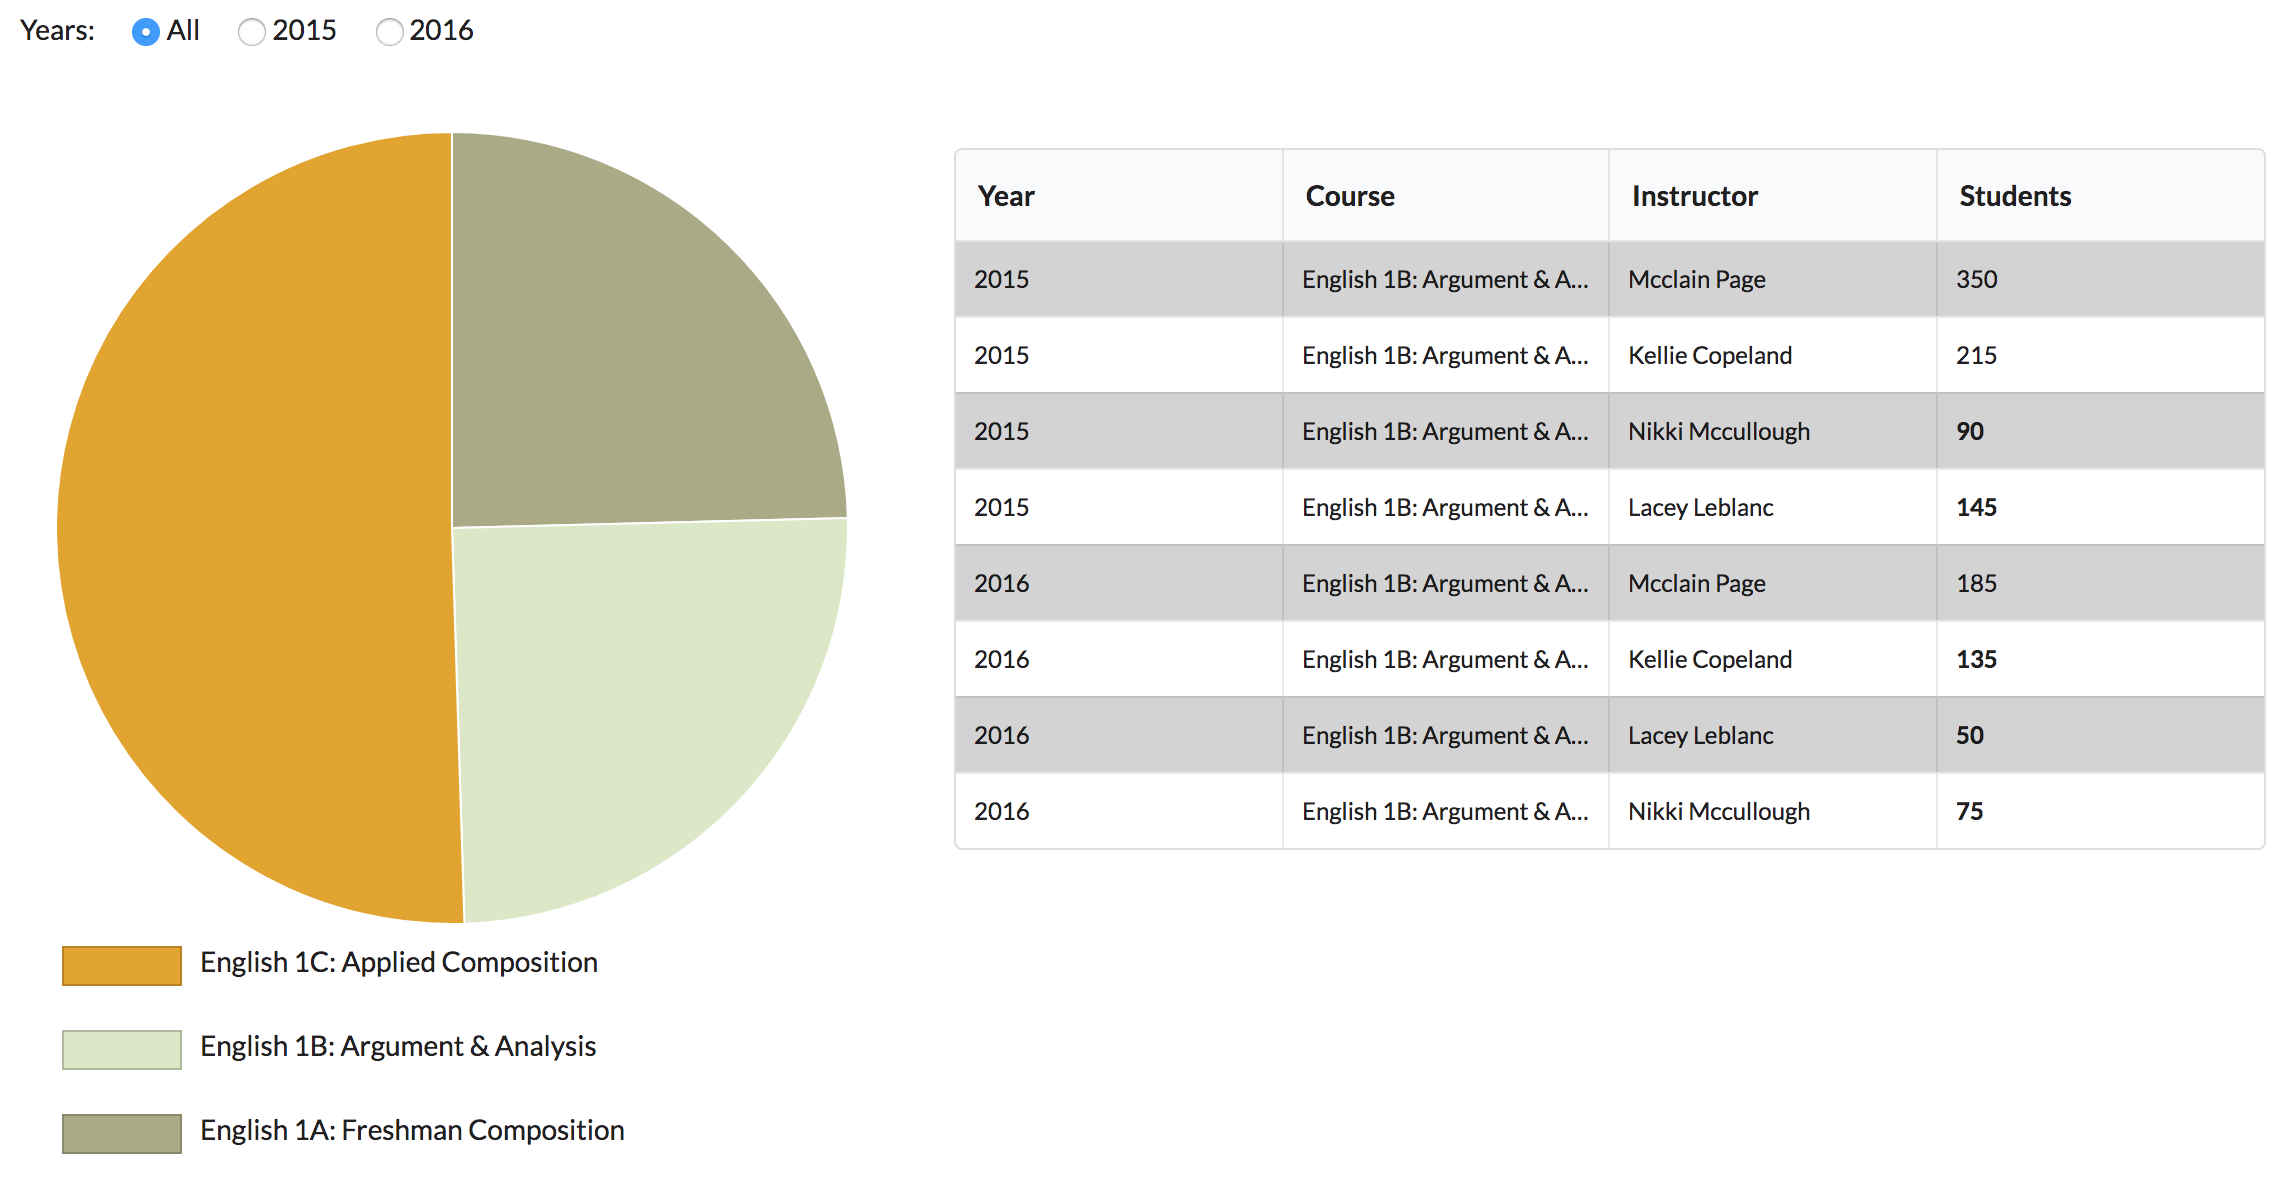 Years: All 2015 2016
Year Course Instructor Students
2015 English 1B: Argument & A... Mcclain Page 350
2015 English 1B: Argument & A... Kellie Copeland 215
2015 English 1B: Argument & A... Nikki Mccullough 90
2015 English 1B: Argument & A... Lacey Leblanc 145
2016 English 1B: Argument & A... Mcclain Page 185
2016 English 1B: Argument & A... Kellie Copeland 135
2016 English 1B: Argument & A... Lacey Leblanc 50
2016 English 1B: Argument & A... Nikki Mccullough 75
English 1C: Applied Composition
English 1B: Argument & Analysis
English 1A: Freshman Composition